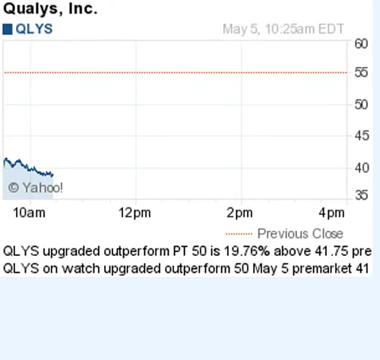 Qualys, Inc.
QLYS May 5, 10:25am EDT
60
55
50
45
40
35
© Yahoo!
10am 12pm 2pm 4pm
Previous Close
QLYS upgraded outperform PT 50 is 19.76% above 41.75 pre
QLYS on watch upgraded outperform 50 May 5 premarket 41